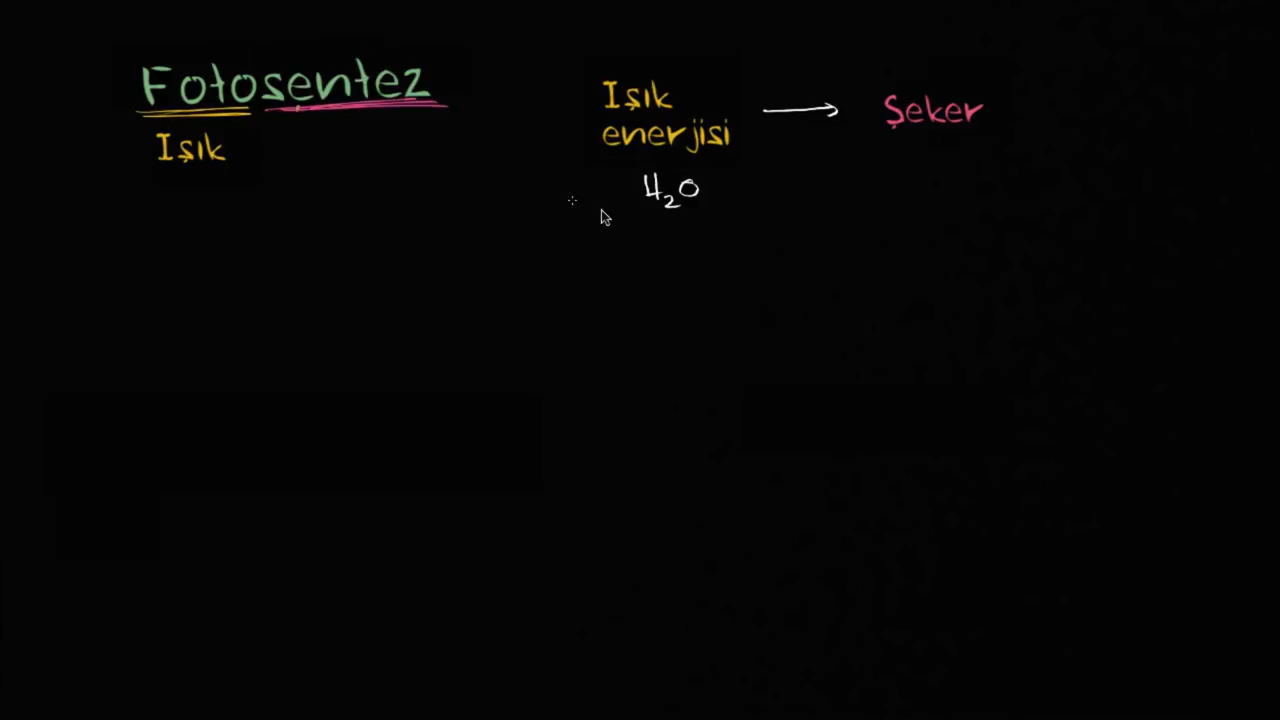 Fotosentez
Işık
Işık
enerjisi
→ Şeker
H₂O